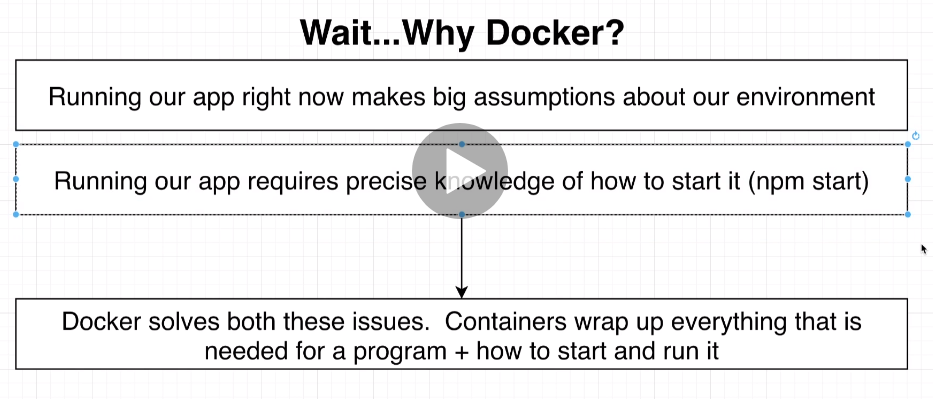 Wait...Why Docker?
Running our app right now makes big assumptions about our environment
Running our app requires precise knowledge of how to start it (npm start)
Docker solves both these issues.  Containers wrap up everything that is
needed for a program + how to start and run it